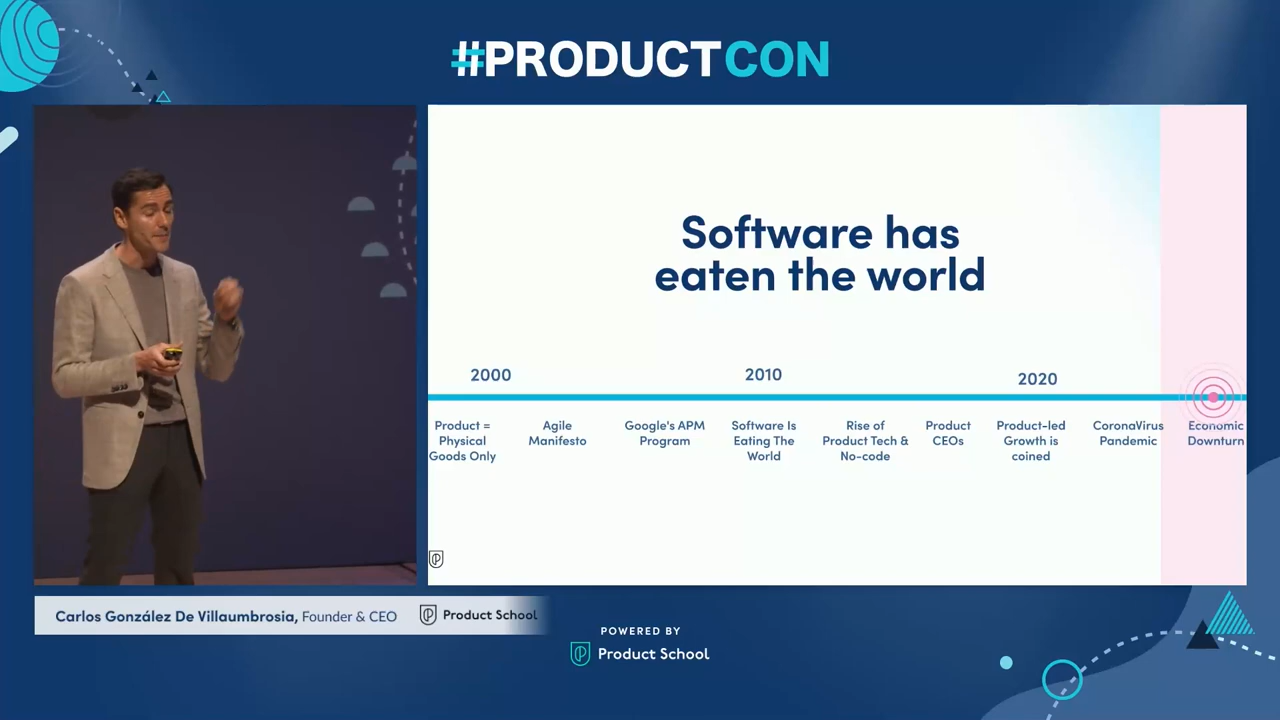 #PRODUCTCON
Software has
eaten the world
2000
2010
2020
Product =
Physical
Goods Only
Agile
Manifesto
Google's APM
Program
Software Is
Eating The
World
Rise of
Product Tech &
No-code
Product
CEOs
Product-led
Growth is
coined
CoronaVirus
Pandemic
Economic
Downturn
Carlos González De Villaumbrosia, Founder & CEO
Product School
POWERED BY
Product School